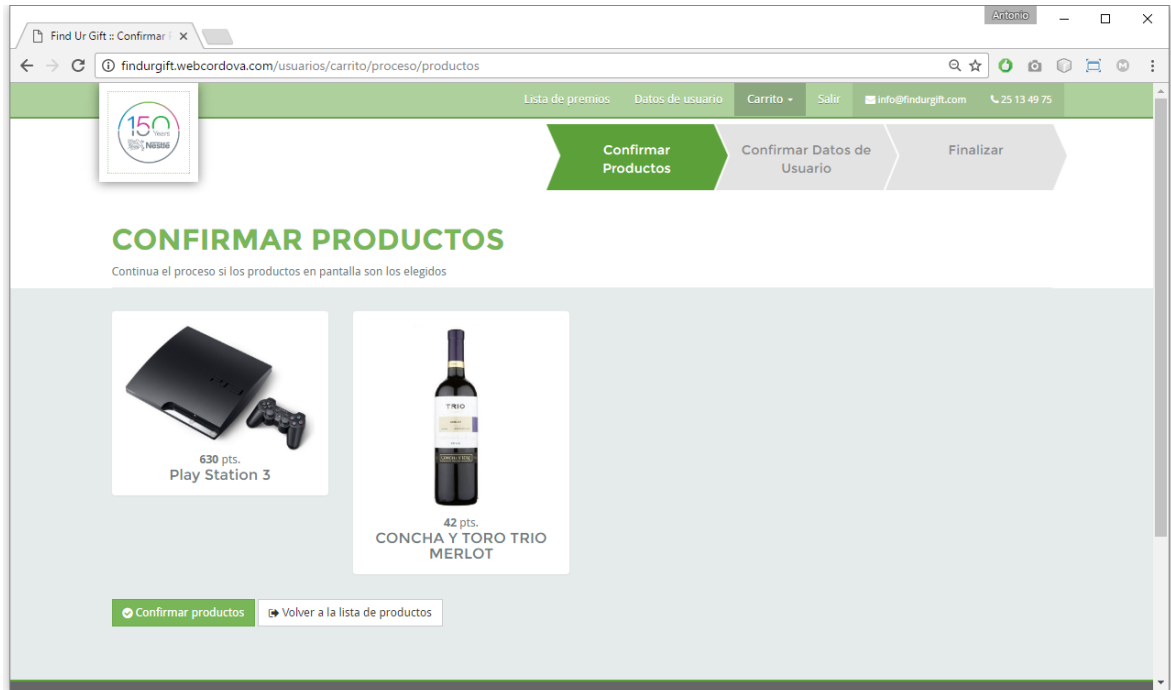 Antonio
Find Ur Gift :: Confirmar
findurgift.webcordova.com/usuarios/carrito/proceso/productos
Lista de premios Datos de usuario Carrito Salir info@findurgift.com 25 13 49 75
150
Years
Nestlé
Confirmar
Productos
Confirmar Datos de
Usuario
Finalizar
CONFIRMAR PRODUCTOS
Continua el proceso si los productos en pantalla son los elegidos
630 pts.
Play Station 3
TRIO
42 pts.
CONCHA Y TORO TRIO
MERLOT
Confirmar productos
Volver a la lista de productos